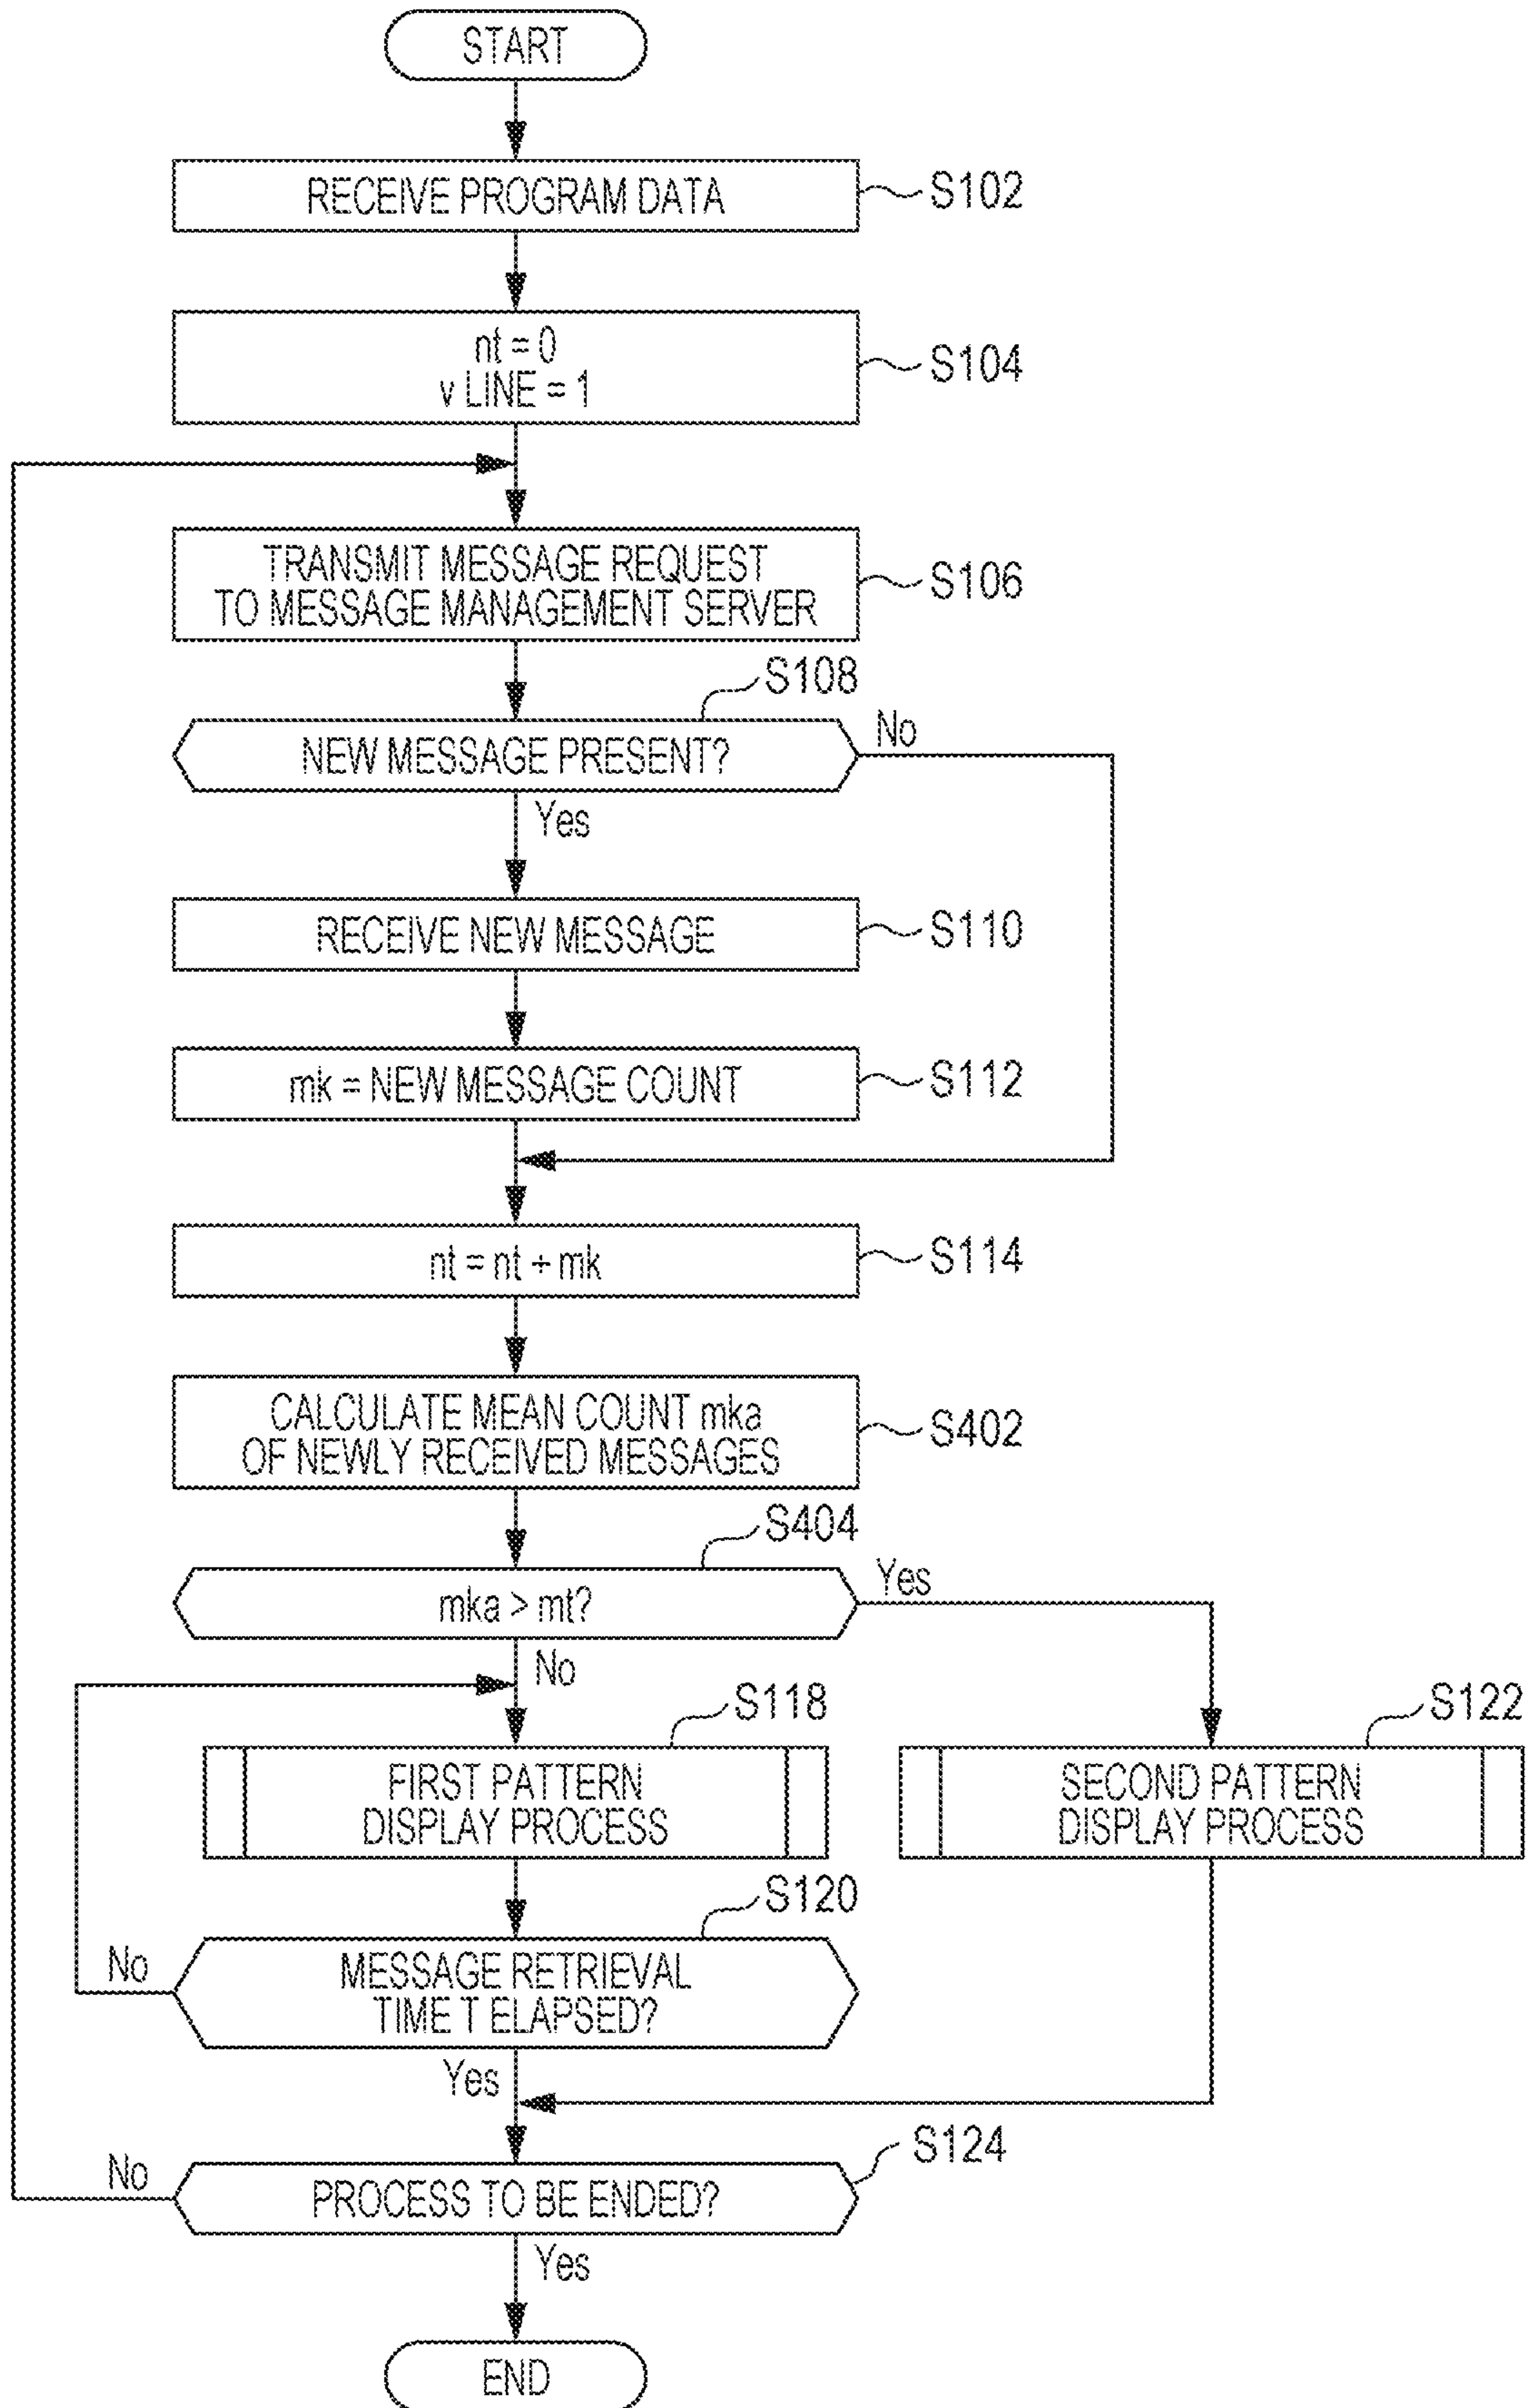 START
RECEIVE PROGRAM DATA
S102
nt = 0
v LINE = 1
S104
TRANSMIT MESSAGE REQUEST
TO MESSAGE MANAGEMENT SERVER
S106
S108
NEW MESSAGE PRESENT?
No
Yes
RECEIVE NEW MESSAGE
S110
mk = NEW MESSAGE COUNT
S112
nt = nt + mk
S114
CALCULATE MEAN COUNT mka
OF NEWLY RECEIVED MESSAGES
S402
S404
mka > mt?
Yes
No
S118
FIRST PATTERN
DISPLAY PROCESS
S122
SECOND PATTERN
DISPLAY PROCESS
S120
MESSAGE RETRIEVAL
TIME T ELAPSED?
No
Yes
S124
PROCESS TO BE ENDED?
No
Yes
END